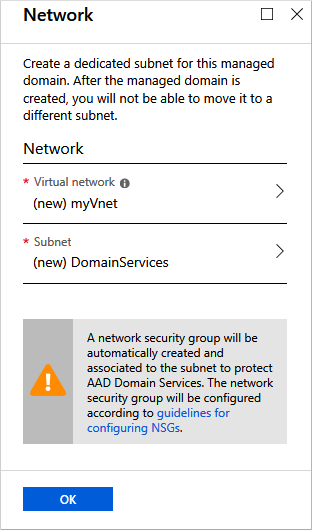 Network
Create a dedicated subnet for this managed
domain. After the managed domain is
created, you will not be able to move it to a
different subnet.
Network
* Virtual network
(new) myVnet
* Subnet
(new) DomainServices
A network security group will be
automatically created and
associated to the subnet to protect
AAD Domain Services. The network
security group will be configured
according to guidelines for
configuring NSGs.
OK